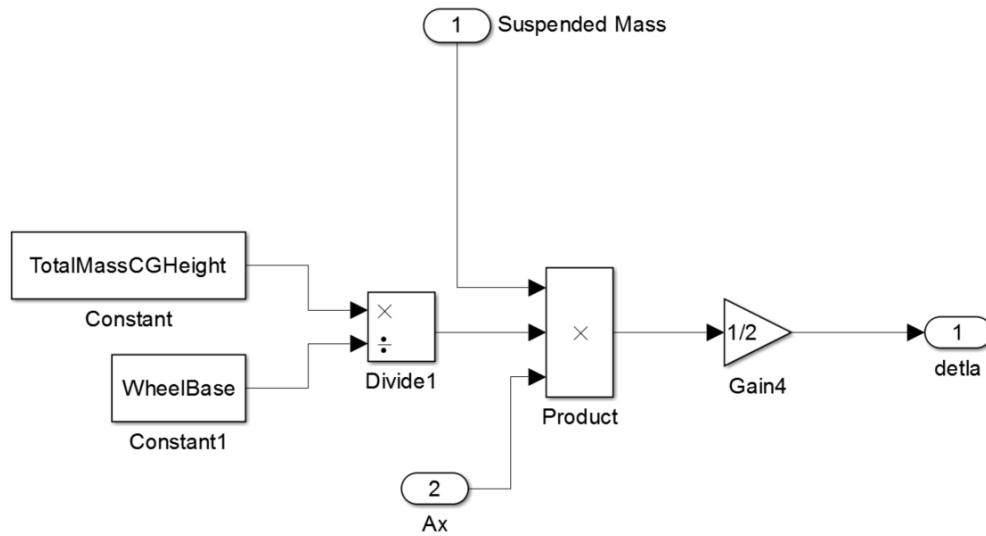 1
Suspended Mass
TotalMassCGHeight
Constant
×
÷
Divide1
WheelBase
Constant1
×
Product
1/2
Gain4
1
detla
2
Ax